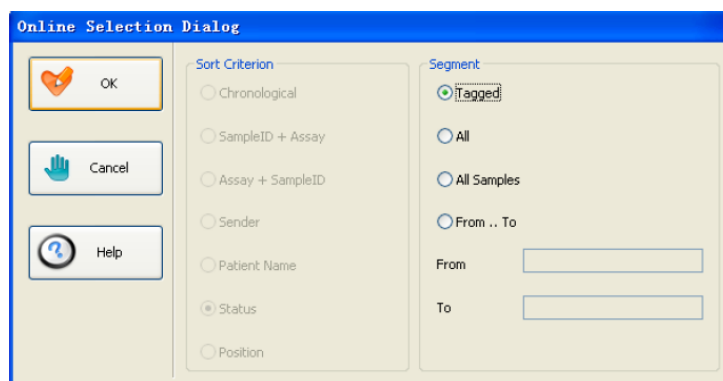 Online Selection Dialog
OK
Cancel
Help
Sort Criterion
Chronological
SampleID + Assay
Assay + SampleID
Sender
Patient Name
Status
Position
Segment
Tagged
All
All Samples
From .. To
From
To